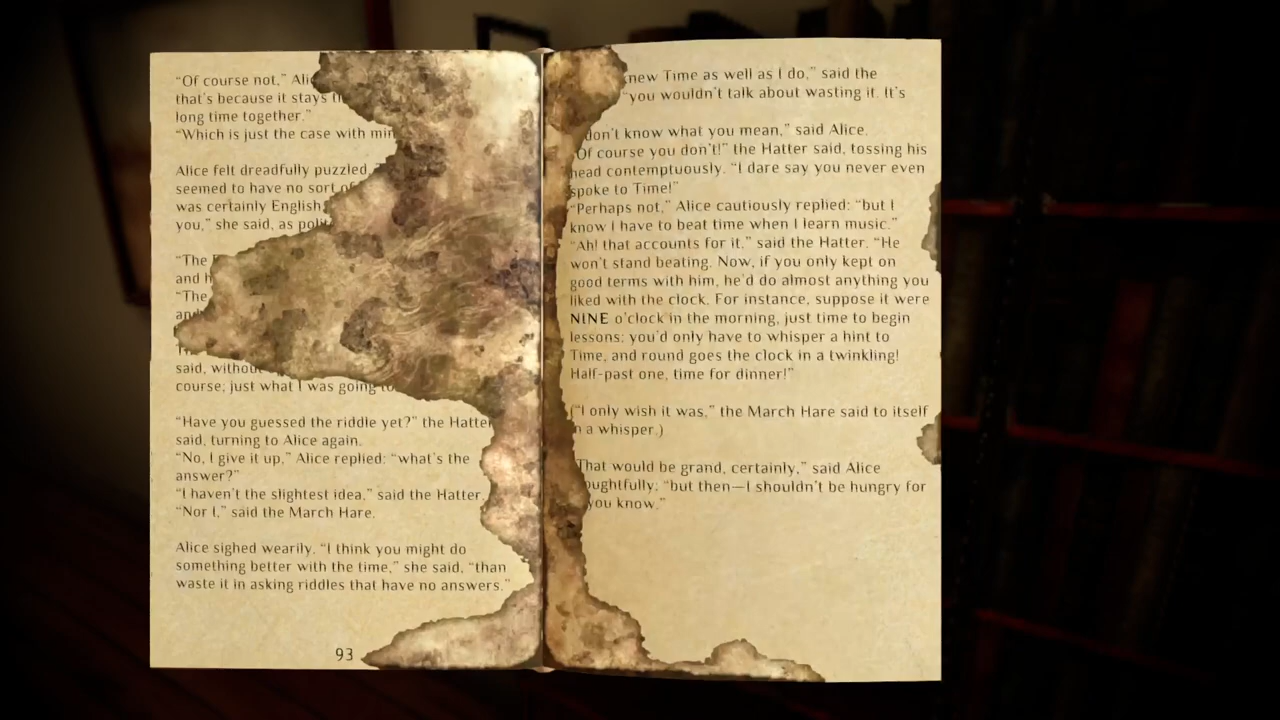 “Of course not,”
that’s because it stays
long time together.”
“Which is just the case with
Alice felt dreadfully puzzled.
seemed to have no sort of
was certainly English,
you,” she said, as
“The
and
“The
said, without
course; just what I was going to
“Have you guessed the riddle yet?” the Hatter
said, turning to Alice again.
“No, I give it up,” Alice replied: “what’s the
answer?”
“I haven’t the slightest idea,” said the Hatter.
“Nor I,” said the March Hare.
Alice sighed wearily. “I think you might do
something better with the time,” she said, “than
waste it in asking riddles that have no answers.”
93
new Time as well as I do,” said the
“you wouldn’t talk about wasting it. It’s
don’t know what you mean,” said Alice.
“Of course you don’t!” the Hatter said, tossing his
head contemptuously. “I dare say you never even
spoke to Time!”
“Perhaps not,” Alice cautiously replied: “but I
know I have to beat time when I learn music.”
“Ah! that accounts for it,” said the Hatter. “He
won’t stand beating. Now, if you only kept on
good terms with him, he’d do almost anything you
liked with the clock. For instance, suppose it were
NINE o’clock in the morning, just time to begin
lessons: you’d only have to whisper a hint to
Time, and round goes the clock in a twinkling!
Half-past one, time for dinner!”
(“I only wish it was,” the March Hare said to itself
n a whisper.)
That would be grand, certainly,” said Alice
oughtfully: “but then—I shouldn’t be hungry for
you know.”